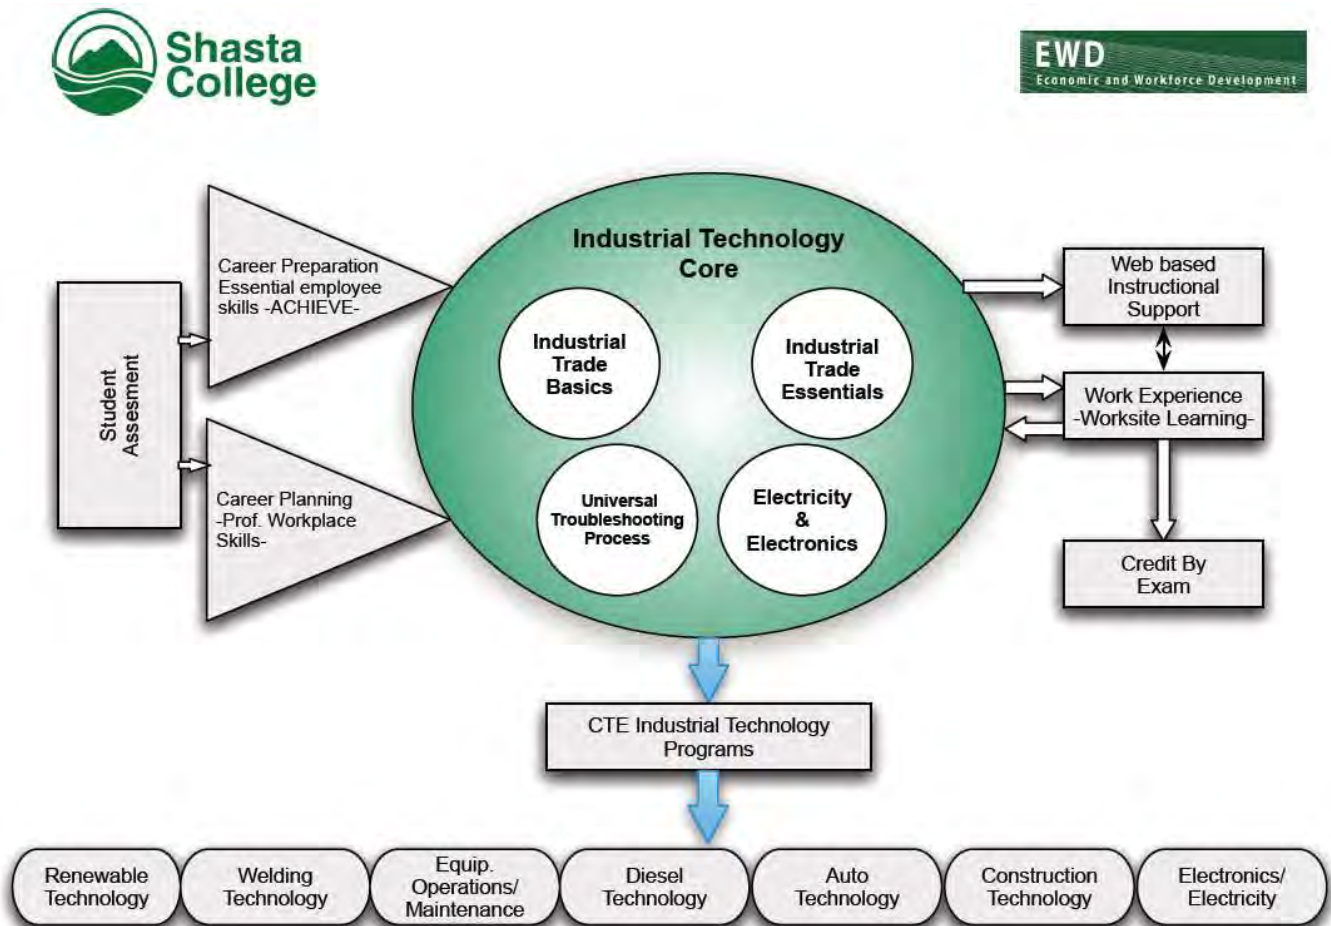 Shasta
College
EWD
Economic and Workforce Development
Industrial Technology
Core
Career Preparation
Essential employee
skills -ACHIEVE-
Student
Assesment
Career Planning
-Prof. Workplace
Skills-
Industrial
Trade
Basics
Industrial
Trade
Essentials
Universal
Troubleshooting
Process
Electricity
&
Electronics
Web based
Instructional
Support
Work Experience
-Worksite Learning-
Credit By
Exam
CTE Industrial Technology
Programs
Renewable
Technology
Welding
Technology
Equip.
Operations/
Maintenance
Diesel
Technology
Auto
Technology
Construction
Technology
Electronics/
Electricity